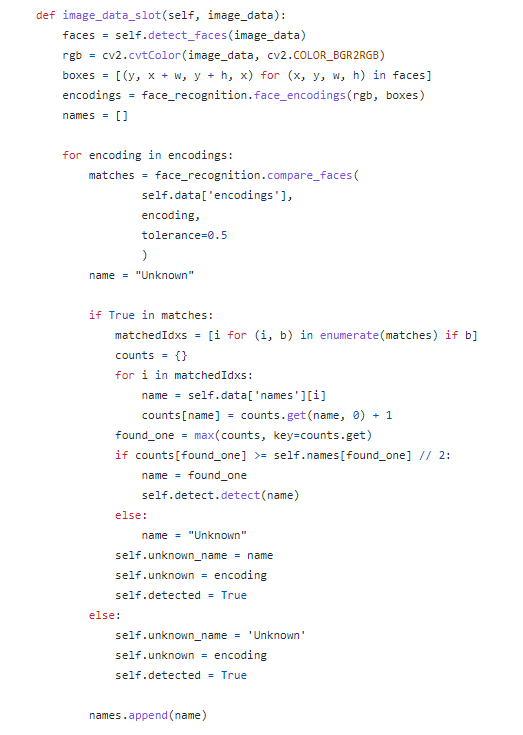 def image_data_slot(self, image_data):
    faces = self.detect_faces(image_data)
    rgb = cv2.cvtColor(image_data, cv2.COLOR_BGR2RGB)
    boxes = [(y, x + w, y + h, x) for (x, y, w, h) in faces]
    encodings = face_recognition.face_encodings(rgb, boxes)
    names = []

    for encoding in encodings:
        matches = face_recognition.compare_faces(
                self.data['encodings'],
                encoding,
                tolerance=0.5
                )
        name = "Unknown"

        if True in matches:
            matchedIdxs = [i for (i, b) in enumerate(matches) if b]
            counts = {}
            for i in matchedIdxs:
                name = self.data['names'][i]
                counts[name] = counts.get(name, 0) + 1
            found_one = max(counts, key=counts.get)
            if counts[found_one] >= self.names[found_one] // 2:
                name = found_one
                self.detect.detect(name)
            else:
                name = "Unknown"
            self.unknown_name = name
            self.unknown = encoding
            self.detected = True
        else:
            self.unknown_name = 'Unknown'
            self.unknown = encoding
            self.detected = True

        names.append(name)